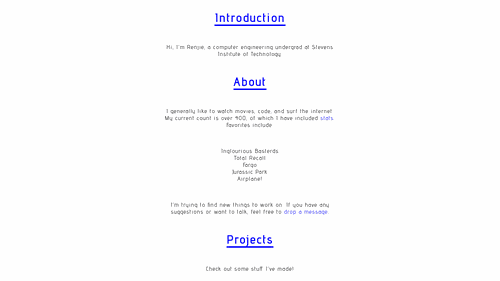 Introduction
Hi, I'm Renjie, a computer engineering undergrad at Stevens
Institute of Technology
About
I generally like to watch movies, code, and surf the internet.
My current count is over 400, of which I have included stats
Favorites include
Inglourious Basterds
Total Recall
Fargo
Jurassic Park
Airplane!
I'm trying to find new things to work on. If you have any
suggestions or want to talk, feel free to drop a message.
Projects
Check out some stuff I've made!